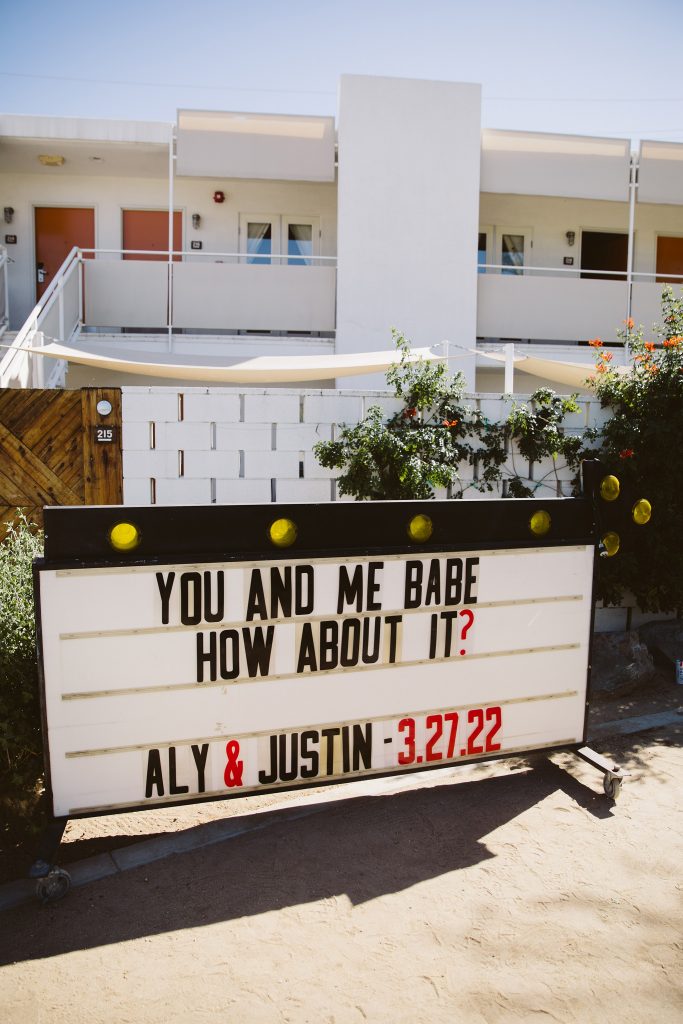 215
YOU AND ME BABE
HOW ABOUT IT?
ALY & JUSTIN - 3.27.22